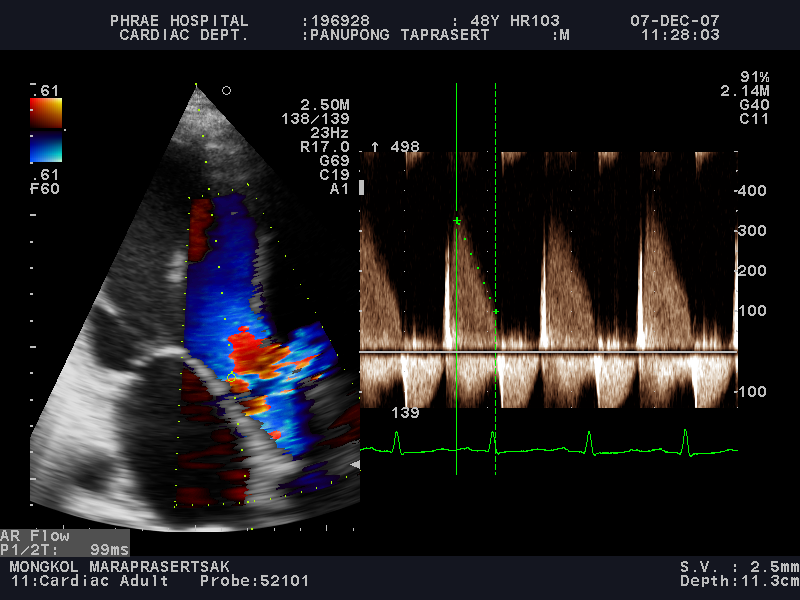 PHRAE HOSPITAL :196928 : 48Y HR103 07-DEC-07
CARDIAC DEPT. :PANUPONG TAPRASERT :M 11:28:03
.61
.61
F60
2.50M
138/139
23Hz
R17.0
G69
C19
A1
↑ 498
91%
2.14M
G40
C11
-400
-300
-200
-100
-100
139
AR Flow
P1/2T: 99ms
MONGKOL MARAPRASERTSAK
11:Cardiac Adult Probe:52101
S.V. : 2.5mm
Depth:11.3cm